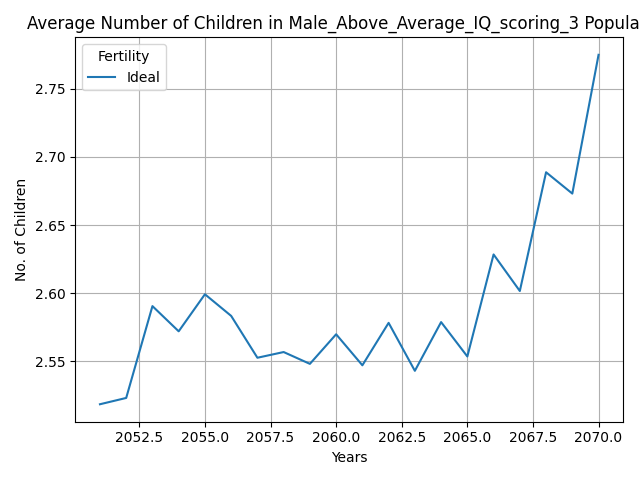 Average Number of Children in Male_Above_Average_IQ_scoring_3 Popula
Fertility
Ideal
2.75
2.70
2.65
2.60
2.55
No. of Children
2052.5 2055.0 2057.5 2060.0 2062.5 2065.0 2067.5 2070.0
Years